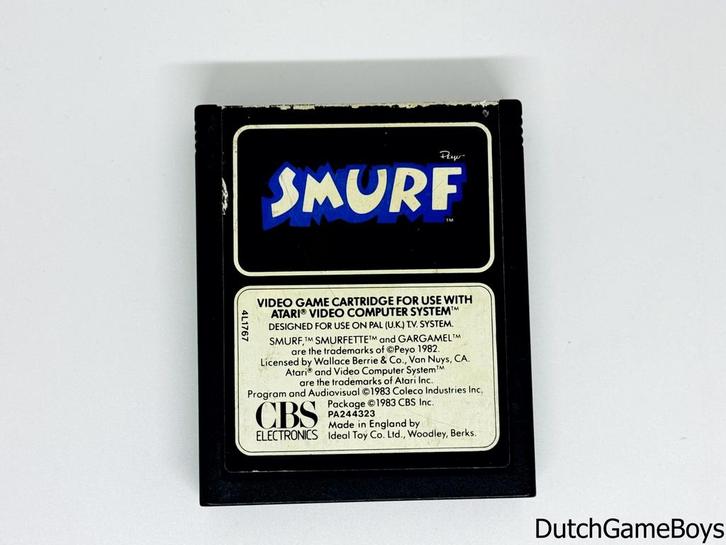 Peyo
SMURF™
VIDEO GAME CARTRIDGE FOR USE WITH
ATARI® VIDEO COMPUTER SYSTEM™
DESIGNED FOR USE ON PAL (U.K.) T.V. SYSTEM.
SMURF,™ SMURFETTE™ and GARGAMEL™
are the trademarks of ©Peyo 1982.
Licensed by Wallace Berrie & Co., Van Nuys, CA.
Atari® and Video Computer System™
are the trademarks of Atari Inc.
Program and Audiovisual ©1983 Coleco Industries Inc.
Package ©1983 CBS Inc.
PA244323
Made in England by
Ideal Toy Co. Ltd., Woodley, Berks.
CBS
ELECTRONICS
4L1767
DutchGameBoys